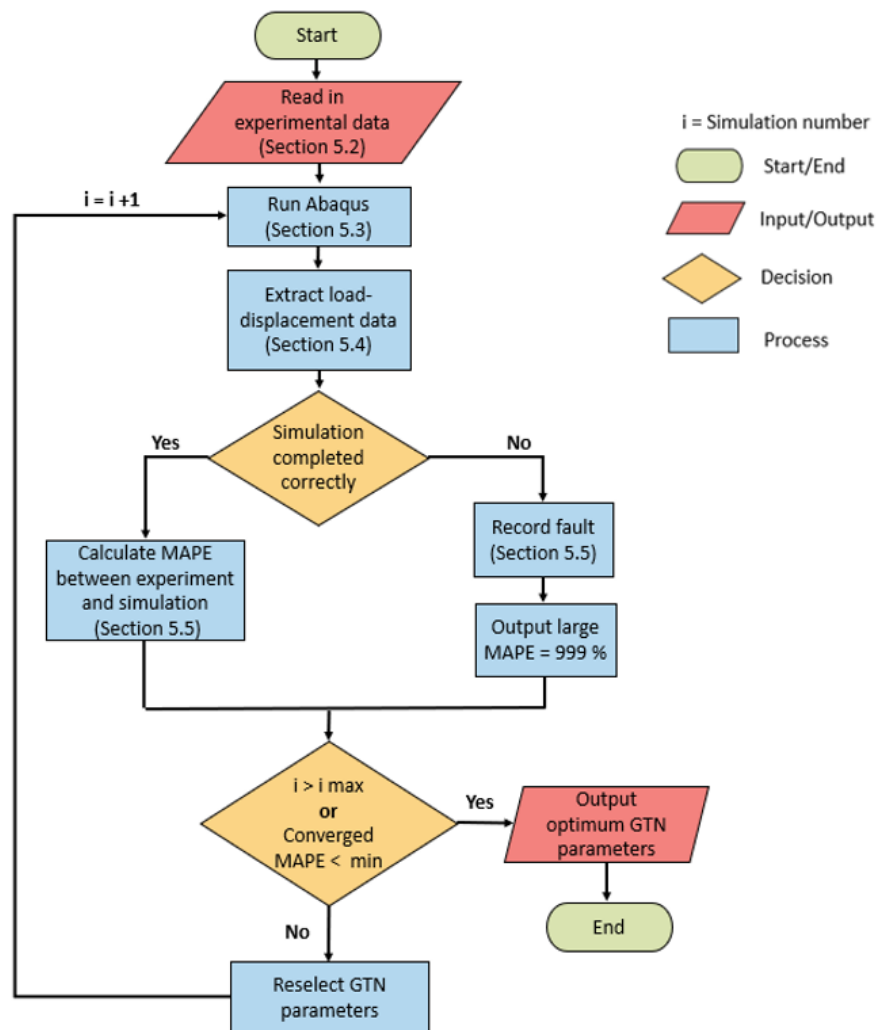 Start
Read in
experimental data
(Section 5.2)
i = i +1
Run Abaqus
(Section 5.3)
Extract load-
displacement data
(Section 5.4)
Simulation
completed
correctly
Yes
No
Calculate MAPE
between experiment
and simulation
(Section 5.5)
Record fault
(Section 5.5)
Output large
MAPE = 999 %
i > i max
or
Converged
MAPE < min
Yes
Output
optimum GTN
parameters
End
No
Reselect GTN
parameters
i = Simulation number
Start/End
Input/Output
Decision
Process